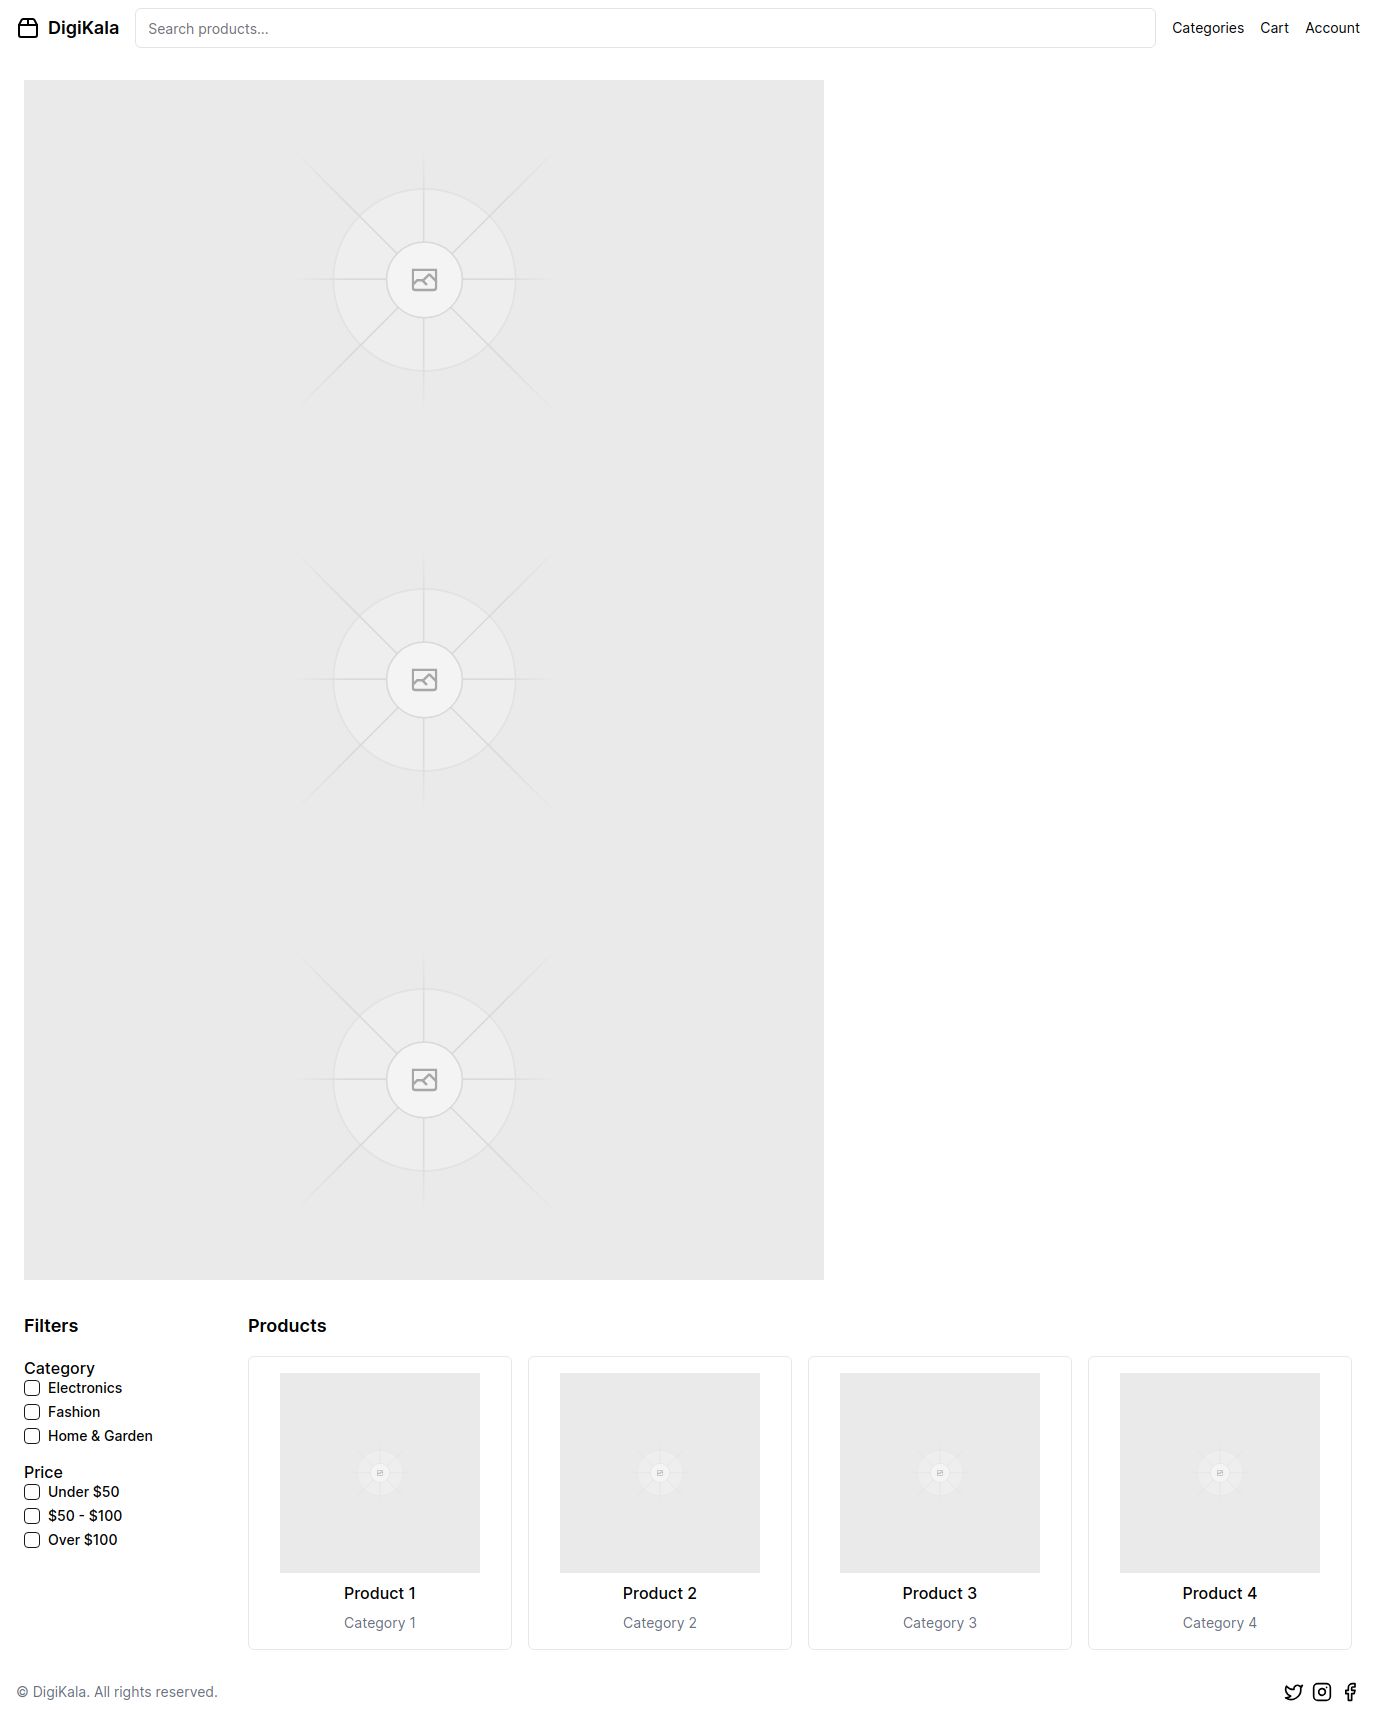 DigiKala
Search products...
Categories
Cart
Account
Filters
Category
Electronics
Fashion
Home & Garden
Price
Under $50
$50 - $100
Over $100
Products
Product 1
Category 1
Product 2
Category 2
Product 3
Category 3
Product 4
Category 4
© DigiKala. All rights reserved.